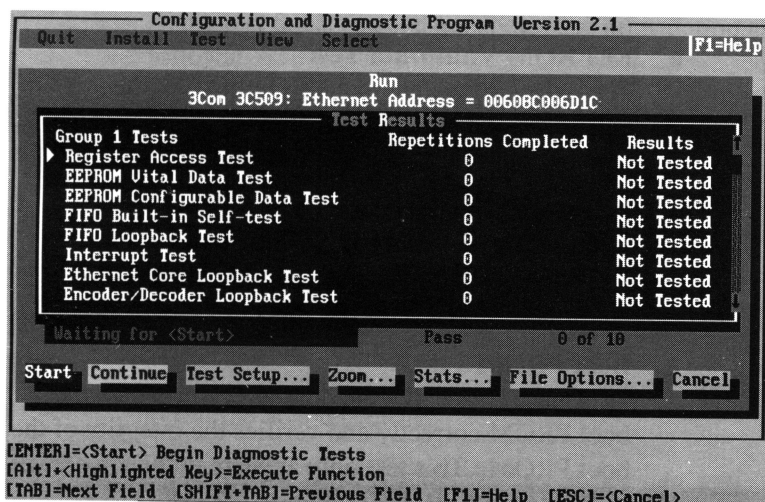 Configuration and Diagnostic Program Version 2.1
Quit Install Test View Select F1=Help
Run
3Com 3C509: Ethernet Address = 00608C006D1C
Test Results
Group 1 Tests Repetitions Completed Results
Register Access Test 0 Not Tested
EEPROM Vital Data Test 0 Not Tested
EEPROM Configurable Data Test 0 Not Tested
FIFO Built-in Self-test 0 Not Tested
FIFO Loopback Test 0 Not Tested
Interrupt Test 0 Not Tested
Ethernet Core Loopback Test 0 Not Tested
Encoder/Decoder Loopback Test 0 Not Tested
Waiting for <Start> Pass 0 of 10
Start Continue Test Setup... Zoom... Stats... File Options... Cancel
[ENTER]=<Start> Begin Diagnostic Tests
[Alt]+<Highlighted Key>=Execute Function
[TAB]=Next Field [SHIFT+TAB]=Previous Field [F1]=Help [ESC]=<Cancel>